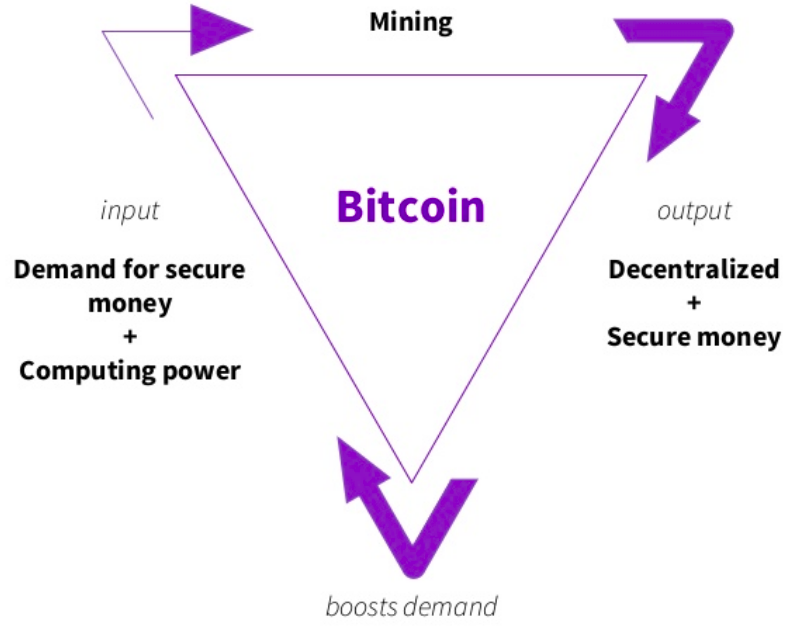 Mining
Bitcoin
input
output
Demand for secure
money
+
Computing power
Decentralized
+
Secure money
boosts demand